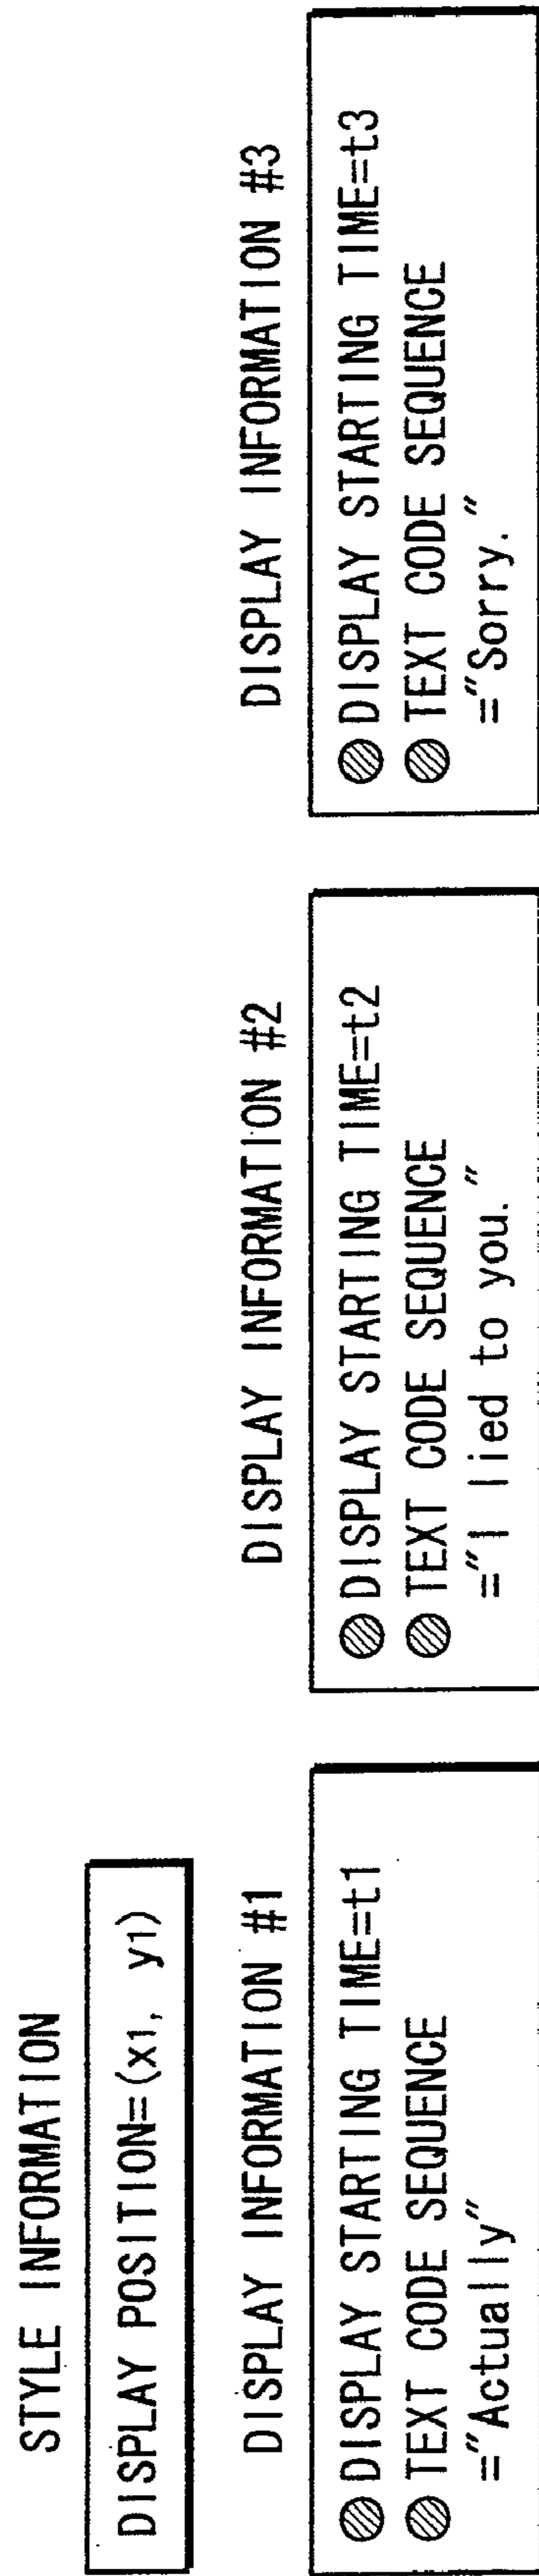 STYLE INFORMATION
DISPLAY POSITION=(x1, y1)
DISPLAY INFORMATION #1
DISPLAY STARTING TIME=t1
TEXT CODE SEQUENCE
="Actually"
DISPLAY INFORMATION #2
DISPLAY STARTING TIME=t2
TEXT CODE SEQUENCE
="I lied to you."
DISPLAY INFORMATION #3
DISPLAY STARTING TIME=t3
TEXT CODE SEQUENCE
="Sorry."